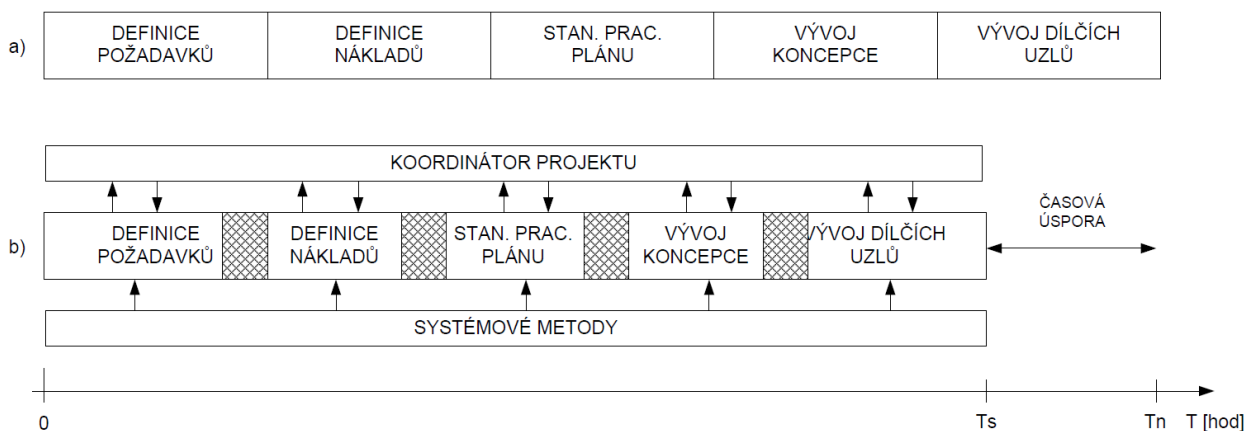 a)
DEFINICE
POŽADAVKŮ
DEFINICE
NÁKLADŮ
STAN. PRAC.
PLÁNU
VÝVOJ
KONCEPCE
VÝVOJ DÍLČÍCH
UZLŮ
KOORDINÁTOR PROJEKTU
b)
DEFINICE
POŽADAVKŮ
DEFINICE
NÁKLADŮ
STAN. PRAC.
PLÁNU
VÝVOJ
KONCEPCE
VÝVOJ DÍLČÍCH
UZLŮ
ČASOVÁ
ÚSPORA
SYSTÉMOVÉ METODY
0
Ts
Tn
T [hod]